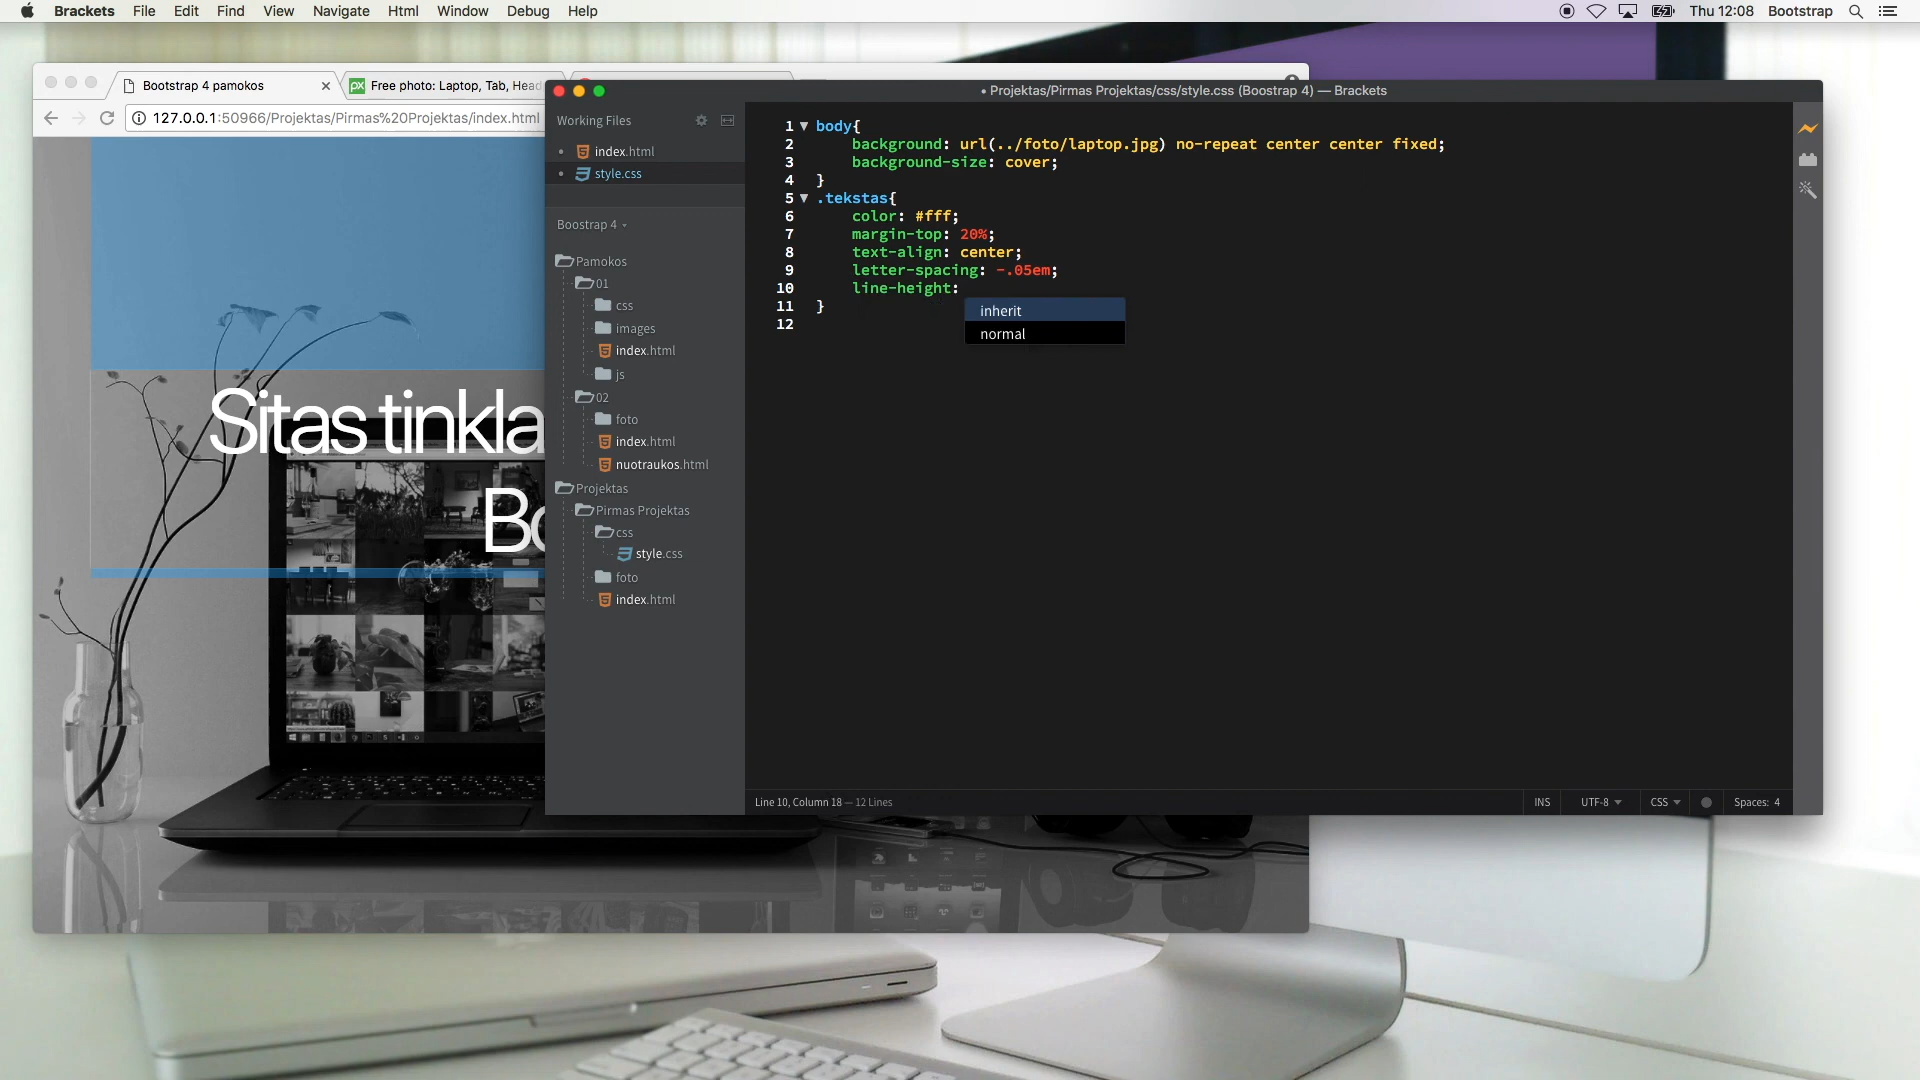 Brackets File Edit Find View Navigate Html Window Debug Help Thu 12:08 Bootstrap
Bootstrap 4 pamokos
px Free photo: Laptop, Tab, Head
127.0.0.1:50966/Projektas/Pirmas%20Projektas/index.html
Sitas tinkla
Bo
• Projektas/Pirmas Projektas/css/style.css (Boostrap 4) — Brackets
Working Files
• index.html
• style.css
Boostrap 4
Pamokos
01
css
images
index.html
js
02
foto
index.html
nuotraukos.html
Projektas
Pirmas Projektas
css
style.css
foto
index.html
1 body{
2 background: url(../foto/laptop.jpg) no-repeat center center fixed;
3 background-size: cover;
4 }
5 .tekstas{
6 color: #fff;
7 margin-top: 20%;
8 text-align: center;
9 letter-spacing: -.05em;
10 line-height:
11 }
12
inherit
normal
Line 10, Column 18 — 12 Lines
INS UTF-8 CSS Spaces: 4